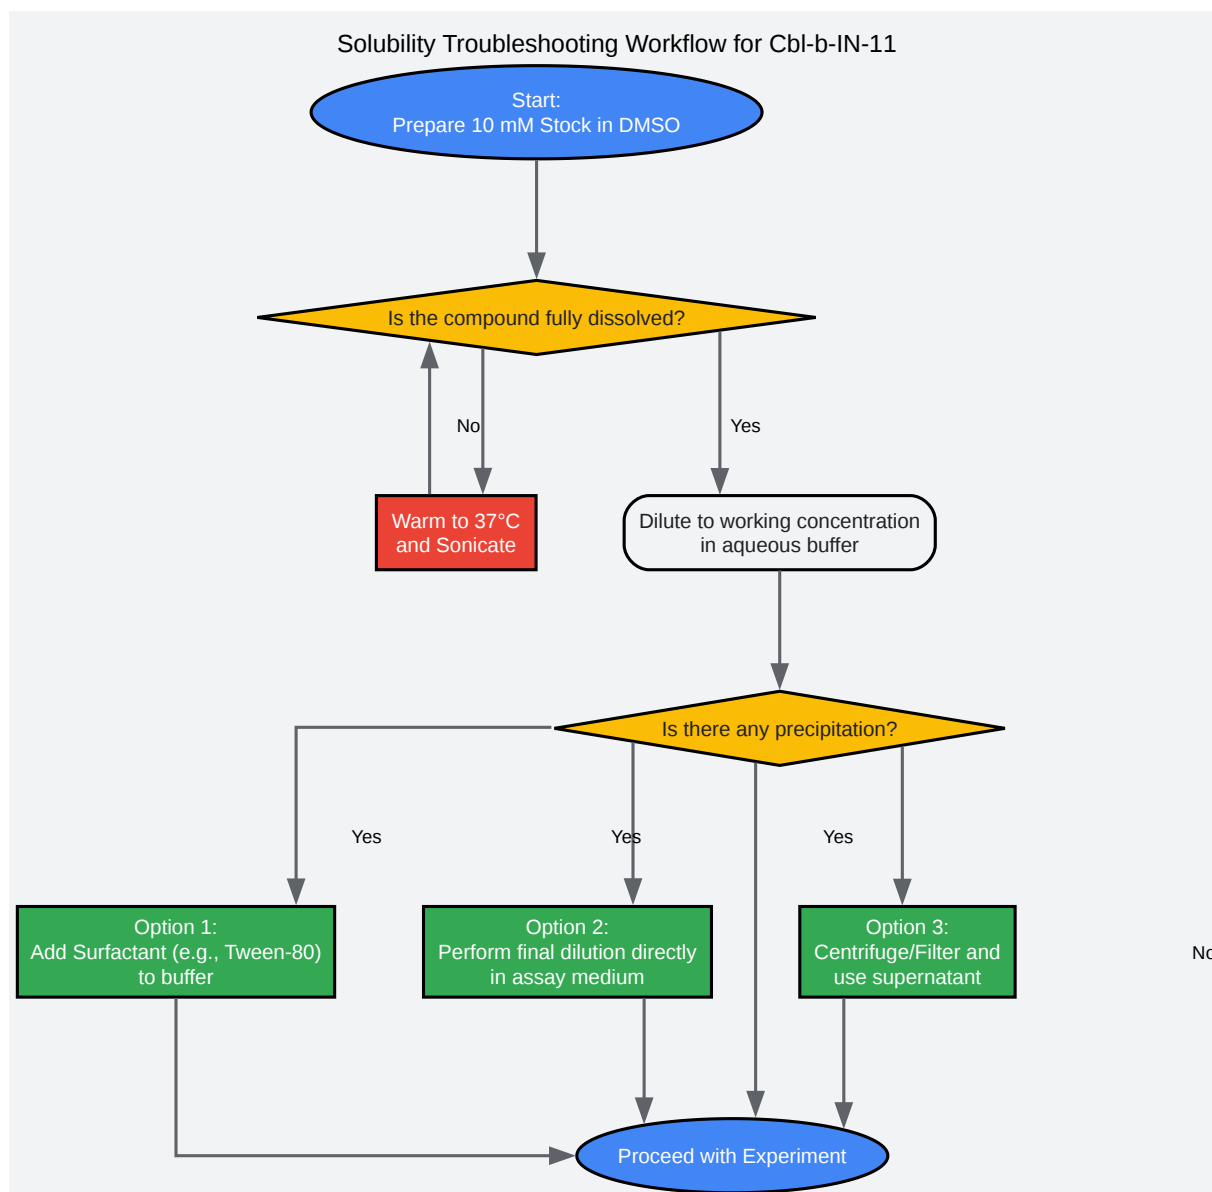 Solubility Troubleshooting Workflow for Cbl-b-IN-11
Start:
Prepare 10 mM Stock in DMSO
Is the compound fully dissolved?
No
Yes
Warm to 37°C
and Sonicate
Dilute to working concentration
in aqueous buffer
Is there any precipitation?
Yes
Yes
Yes
Option 1:
Add Surfactant (e.g., Tween-80)
to buffer
Option 2:
Perform final dilution directly
in assay medium
Option 3:
Centrifuge/Filter and
use supernatant
No
Proceed with Experiment